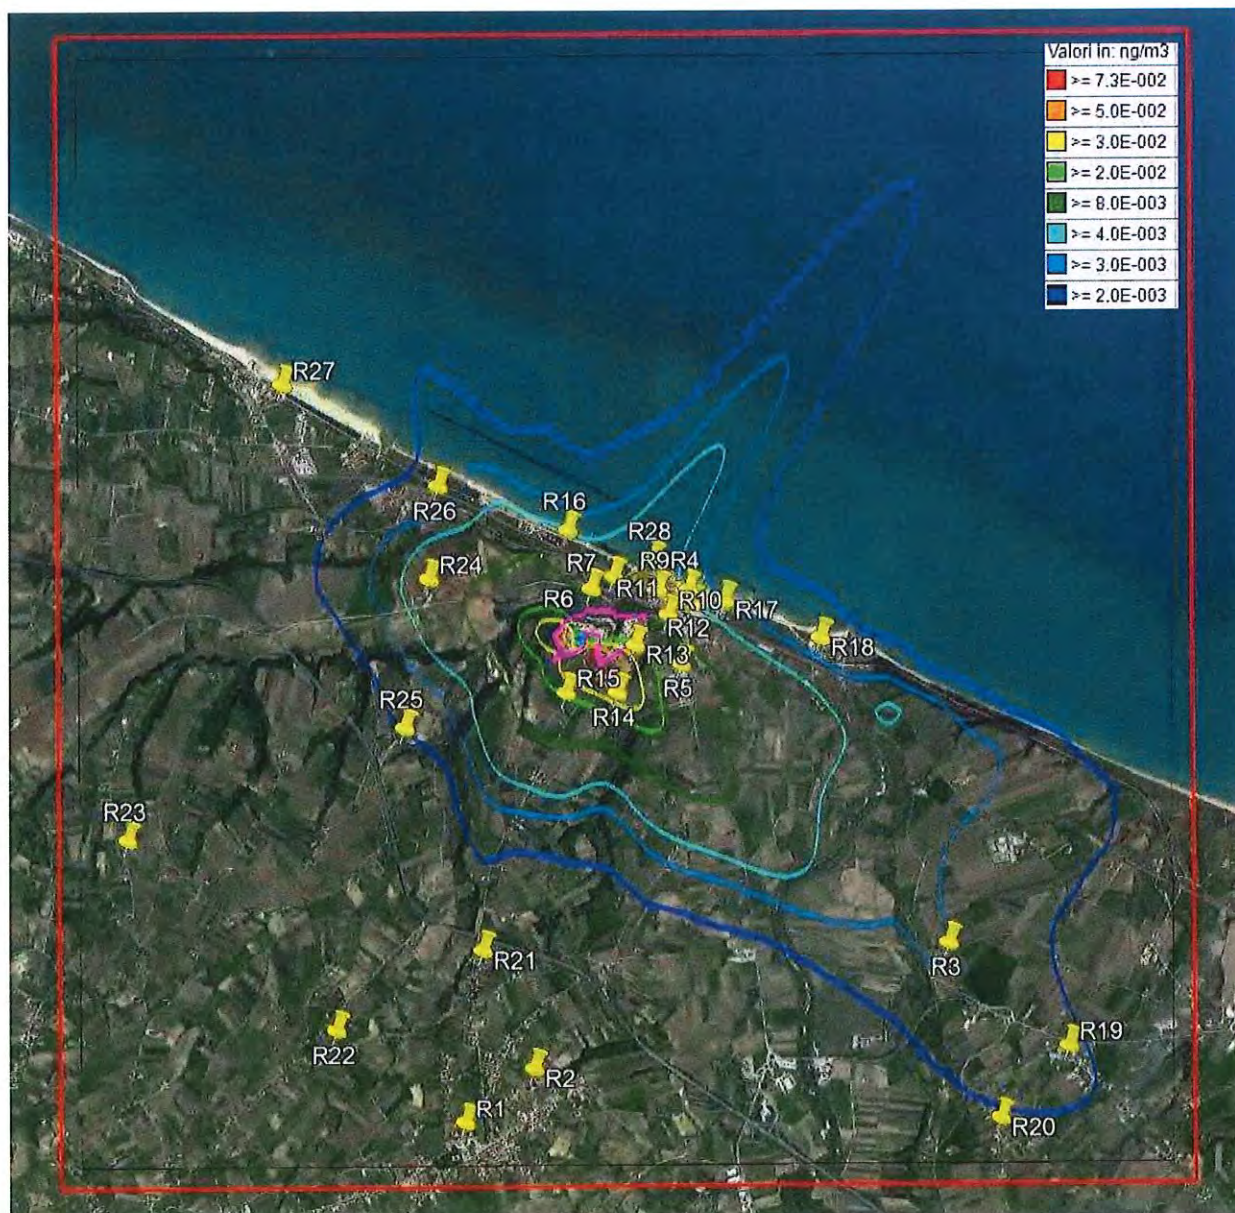 Valori in: ng/m3
>= 7.3E-002
>= 5.0E-002
>= 3.0E-002
>= 2.0E-002
>= 8.0E-003
>= 4.0E-003
>= 3.0E-003
>= 2.0E-003
R27
R26
R16
R28
R24
R7
R9
R4
R11
R6
R10
R17
R12
R18
R13
R15
R5
R14
R25
R23
R21
R3
R22
R19
R2
R1
R20